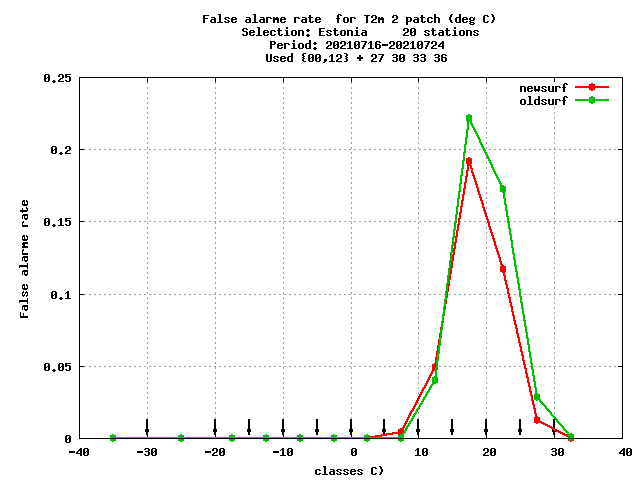 False alarme rate  for T2m 2 patch (deg C)
Selection: Estonia     20 stations
Period: 20210716-20210724
Used {00,12} + 27 30 33 36
newsurf
oldsurf
0.25
0.2
0.15
0.1
0.05
0
False alarme rate
-40 -30 -20 -10 0 10 20 30 40
classes C)